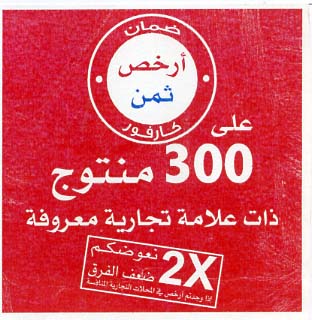 ضمان
أرخص
ثمن
كارفور
على
300 منتوج
ذات علامة تجارية معروفة
2X نعوضكم
ضعف الفرق
إذا وجدتم أرخص في المحلات التجارية المنافسة